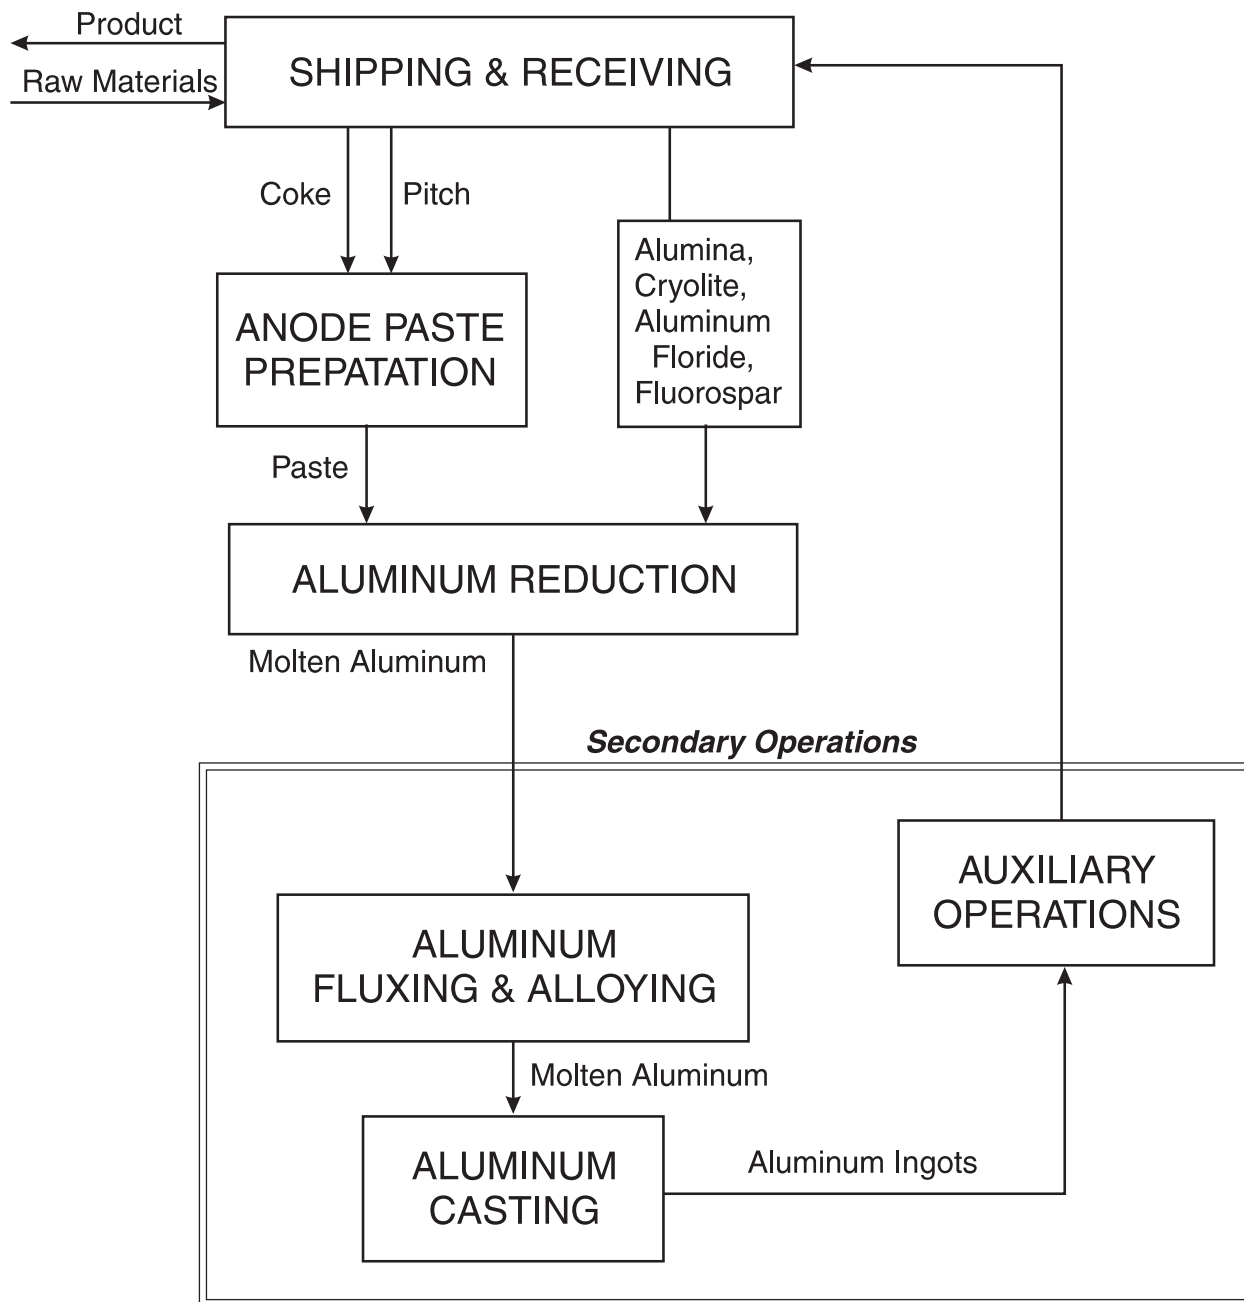 Product
SHIPPING & RECEIVING
Raw Materials
Coke
Pitch
Alumina,
Cryolite,
Aluminum
Floride,
Fluorospar
ANODE PASTE
PREPATATION
Paste
ALUMINUM REDUCTION
Molten Aluminum
Secondary Operations
AUXILIARY
OPERATIONS
ALUMINUM
FLUXING & ALLOYING
Molten Aluminum
ALUMINUM
CASTING
Aluminum Ingots